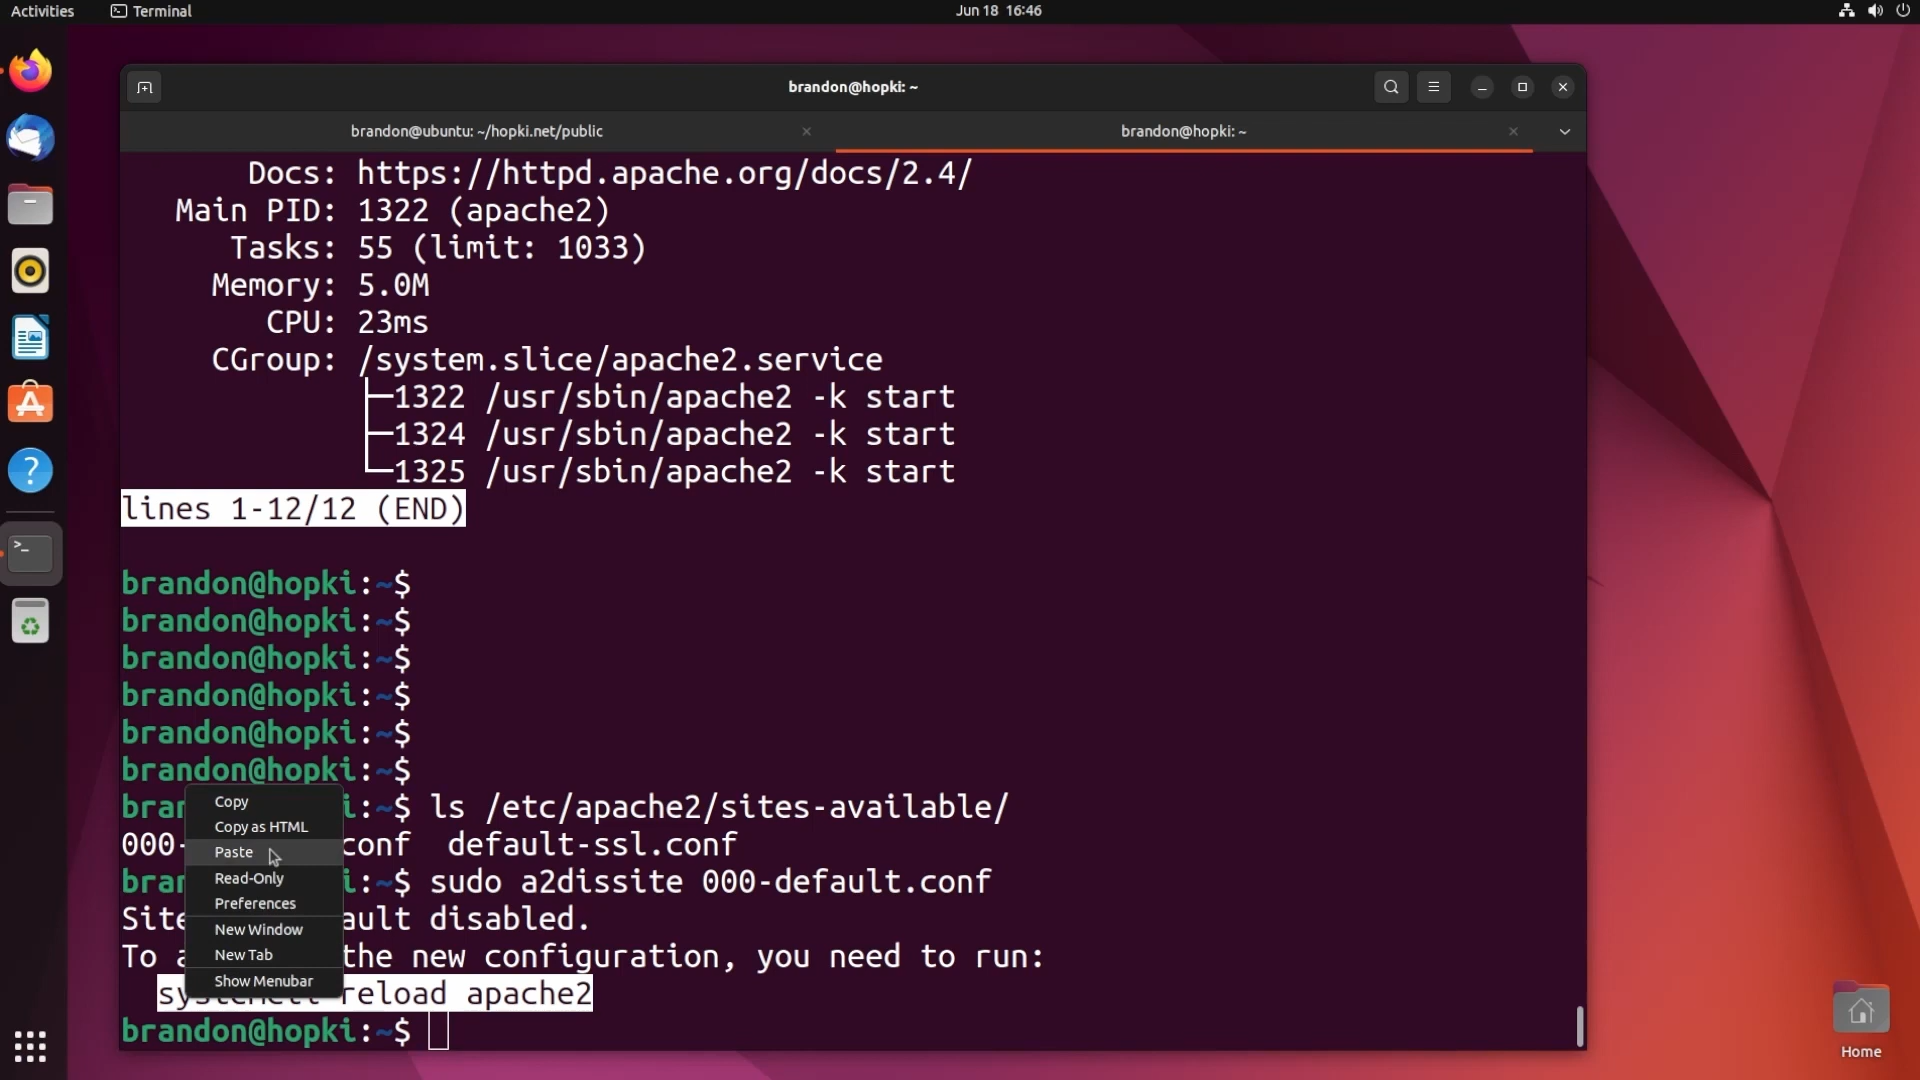 Activities
Terminal
Jun 18 16:46
brandon@hopki: ~
brandon@ubuntu: ~/hopki.net/public
brandon@hopki: ~
Docs: https://httpd.apache.org/docs/2.4/
Main PID: 1322 (apache2)
Tasks: 55 (limit: 1033)
Memory: 5.0M
CPU: 23ms
CGroup: /system.slice/apache2.service
├─1322 /usr/sbin/apache2 -k start
├─1324 /usr/sbin/apache2 -k start
└─1325 /usr/sbin/apache2 -k start
lines 1-12/12 (END)
brandon@hopki:~$
brandon@hopki:~$
brandon@hopki:~$
brandon@hopki:~$
brandon@hopki:~$
brandon@hopki:~$
bra i:~$ ls /etc/apache2/sites-available/
000- conf default-ssl.conf
bra i:~$ sudo a2dissite 000-default.conf
Site ault disabled.
To a the new configuration, you need to run:
reload apache2
brandon@hopki:~$
Copy
Copy as HTML
Paste
Read-Only
Preferences
New Window
New Tab
Show Menubar
Home